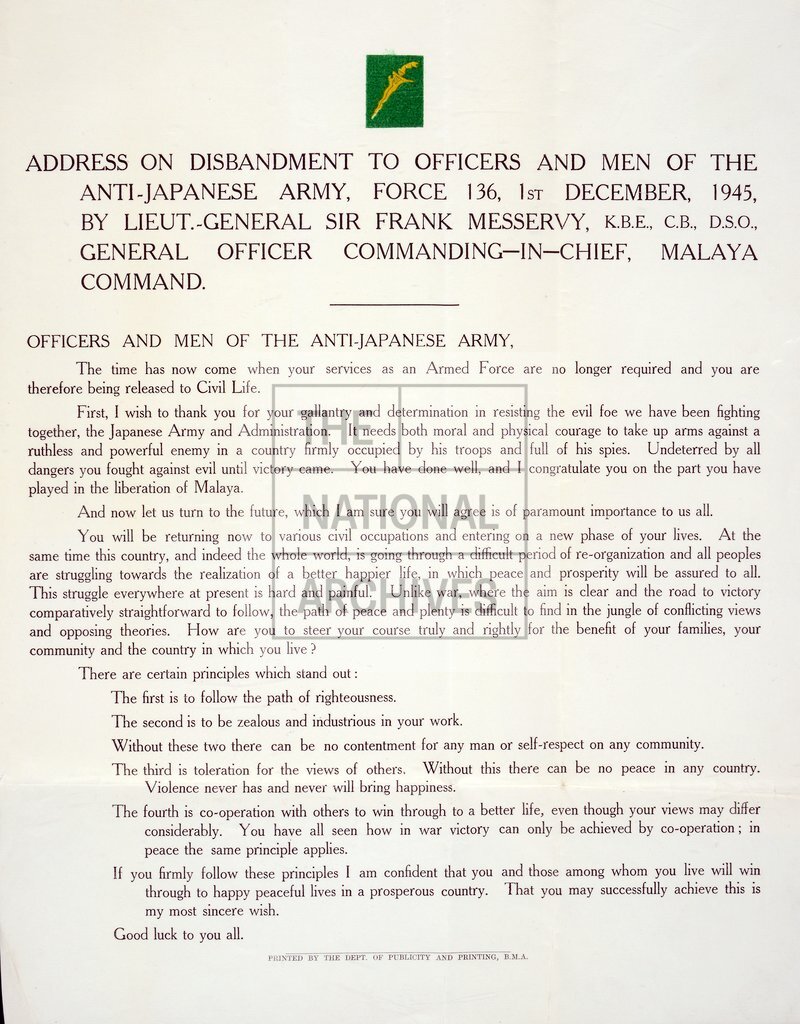 ADDRESS ON DISBANDMENT TO OFFICERS AND MEN OF THE
ANTI-JAPANESE ARMY, FORCE 136, 1ST DECEMBER, 1945,
BY LIEUT.-GENERAL SIR FRANK MESSERVY, K.B.E., C.B., D.S.O.,
GENERAL OFFICER COMMANDING—IN—CHIEF, MALAYA
COMMAND.
OFFICERS AND MEN OF THE ANTI-JAPANESE ARMY,
The time has now come when your services as an Armed Force are no longer required and you are
therefore being released to Civil Life.
First, I wish to thank you for your gallantry and determination in resisting the evil foe we have been fighting
together, the Japanese Army and Administration. It needs both moral and physical courage to take up arms against a
ruthless and powerful enemy in a country firmly occupied by his troops and full of his spies. Undeterred by all
dangers you fought against evil until victory came. You have done well, and I congratulate you on the part you have
played in the liberation of Malaya.
And now let us turn to the future, which I am sure you will agree is of paramount importance to us all.
You will be returning now to various civil occupations and entering on a new phase of your lives. At the
same time this country, and indeed the whole world, is going through a difficult period of re-organization and all peoples
are struggling towards the realization of a better happier life, in which peace and prosperity will be assured to all.
This struggle everywhere at present is hard and painful. Unlike war, where the aim is clear and the road to victory
comparatively straightforward to follow, the path of peace and plenty is difficult to find in the jungle of conflicting views
and opposing theories. How are you to steer your course truly and rightly for the benefit of your families, your
community and the country in which you live ?
There are certain principles which stand out :
The first is to follow the path of righteousness.
The second is to be zealous and industrious in your work.
Without these two there can be no contentment for any man or self-respect on any community.
The third is toleration for the views of others. Without this there can be no peace in any country.
Violence never has and never will bring happiness.
The fourth is co-operation with others to win through to a better life, even though your views may differ
considerably. You have all seen how in war victory can only be achieved by co-operation ; in
peace the same principle applies.
If you firmly follow these principles I am confident that you and those among whom you live will win
through to happy peaceful lives in a prosperous country. That you may successfully achieve this is
my most sincere wish.
Good luck to you all.
PRINTED BY THE DEPT. OF PUBLICITY AND PRINTING, B.M.A.
THE
NATIONAL
ARCHIVES